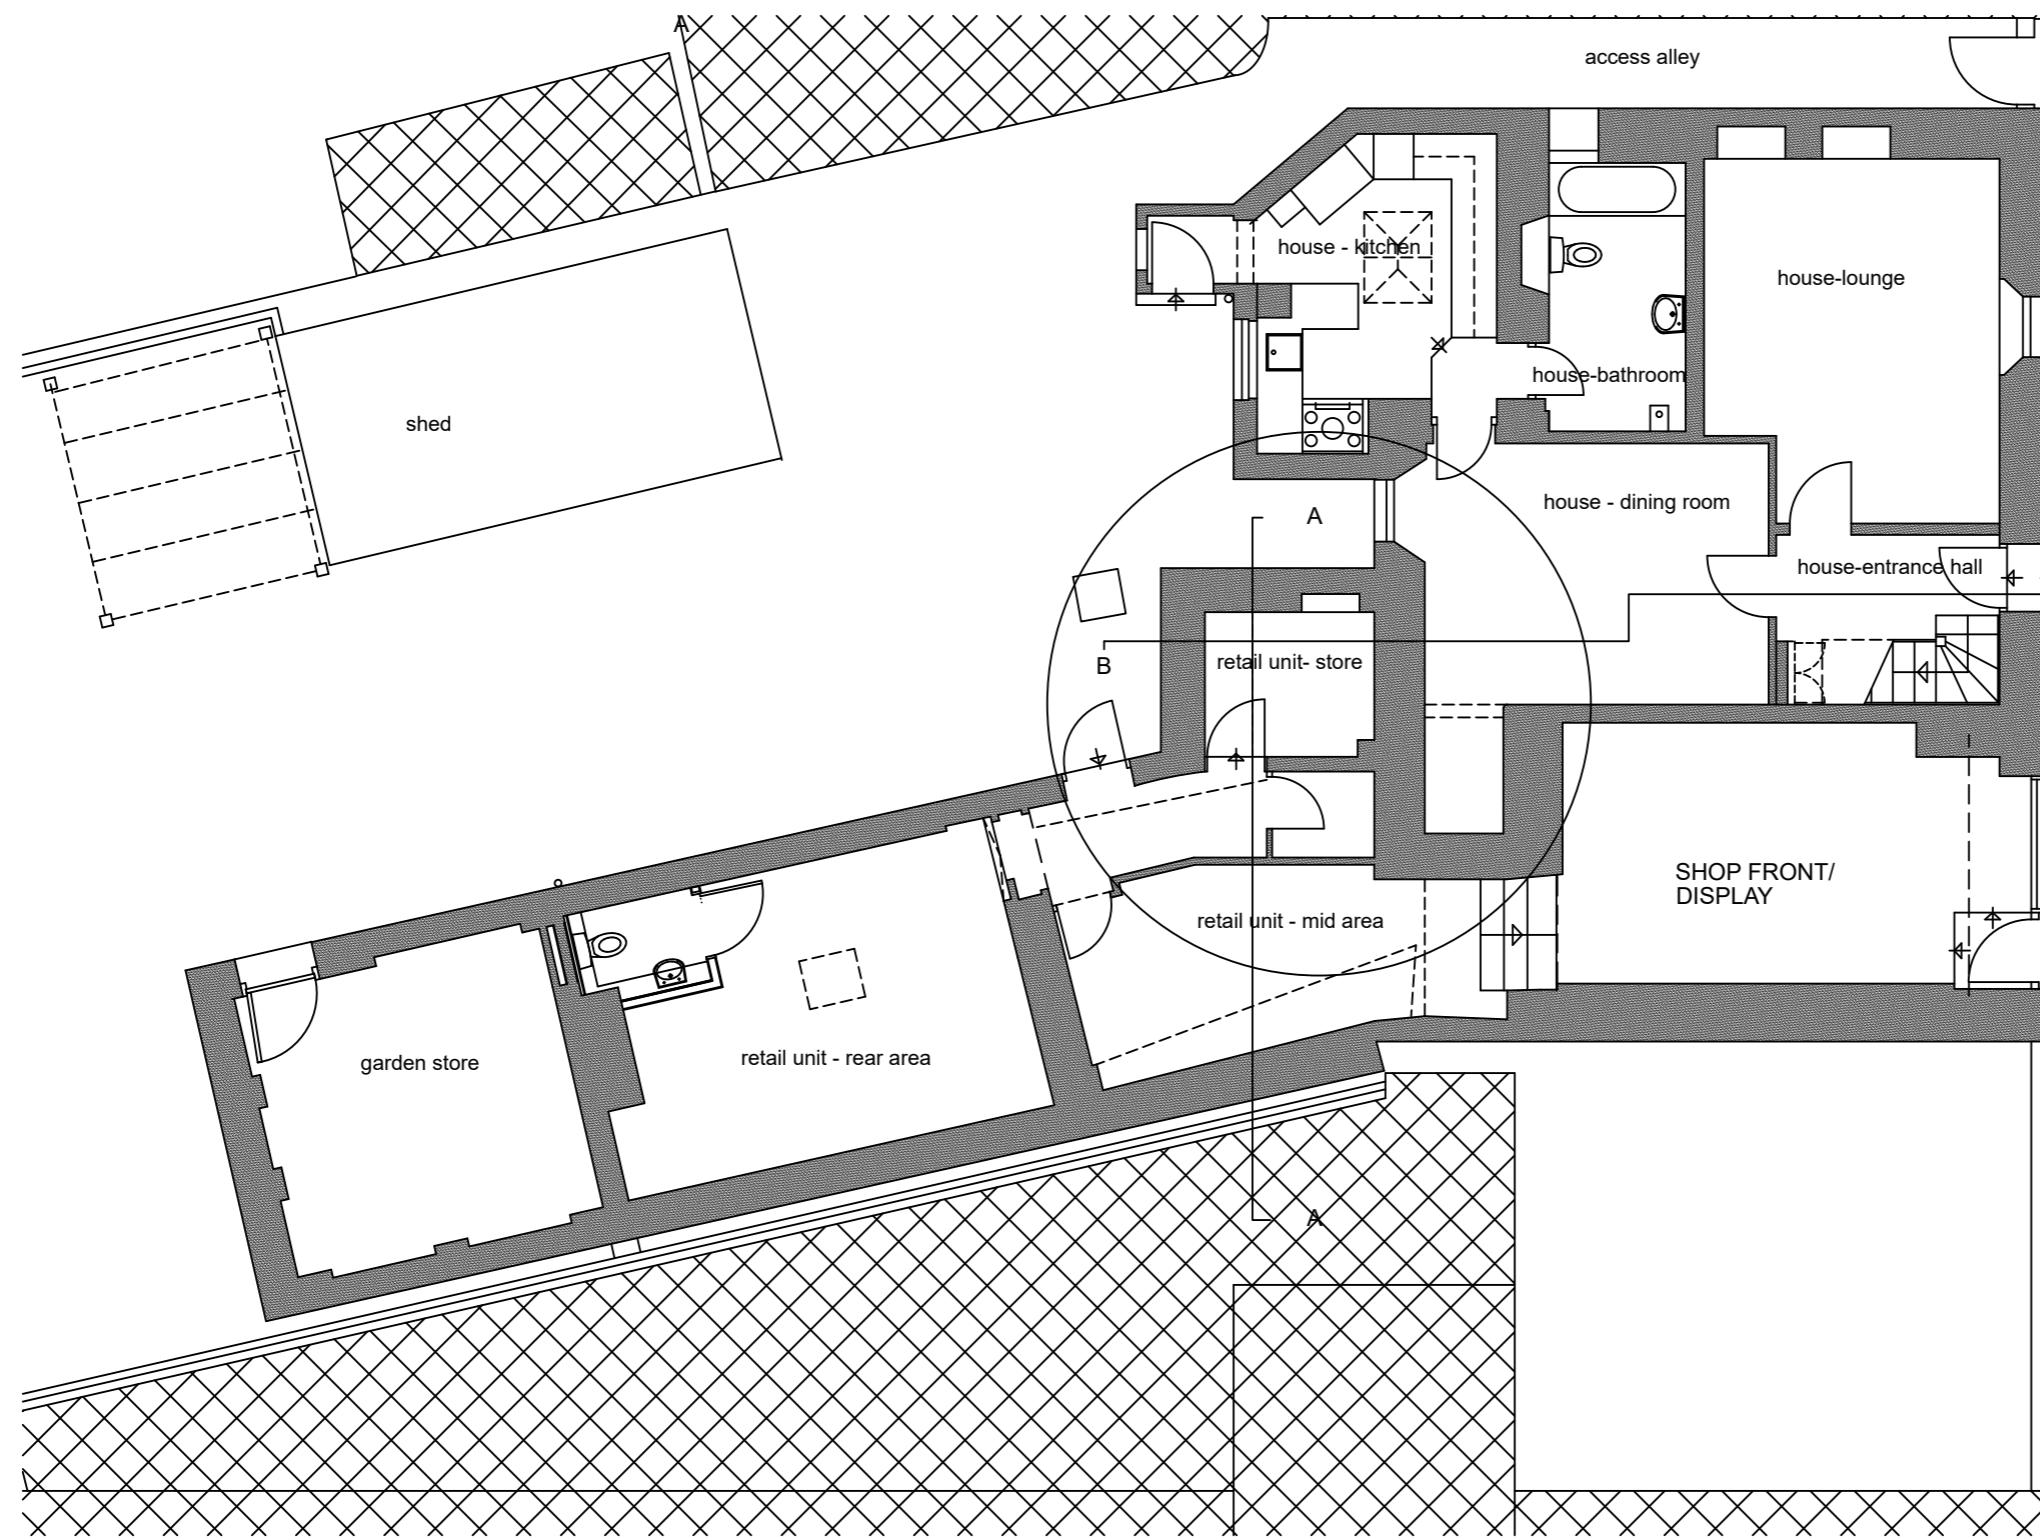 A
access alley
house - kitchen
house-lounge
house-bathroom
shed
house - dining room
A
house-entrance hall
B
retail unit- store
SHOP FRONT/
DISPLAY
retail unit - mid area
retail unit - rear area
garden store
A